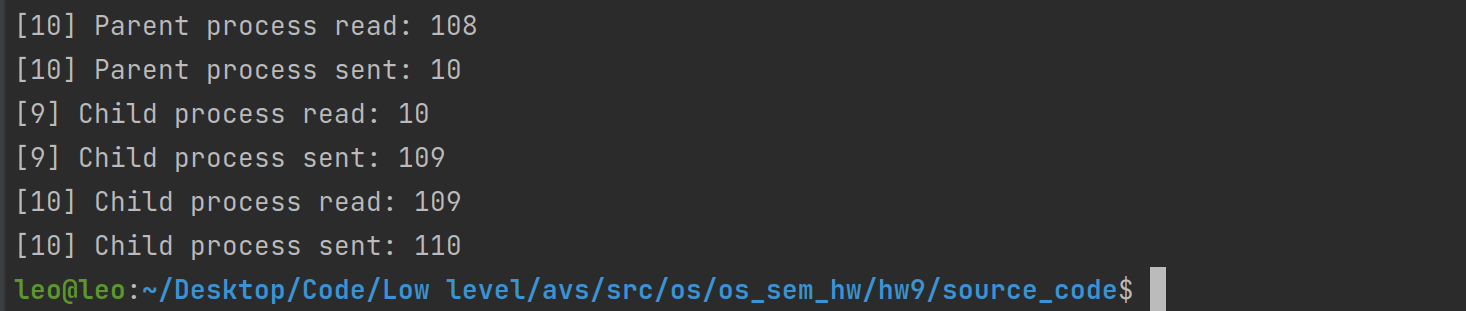 [10] Parent process read: 108
[10] Parent process sent: 10
[9] Child process read: 10
[9] Child process sent: 109
[10] Child process read: 109
[10] Child process sent: 110
leo@leo:~/Desktop/Code/Low level/avs/src/os/os_sem_hw/hw9/source_code$